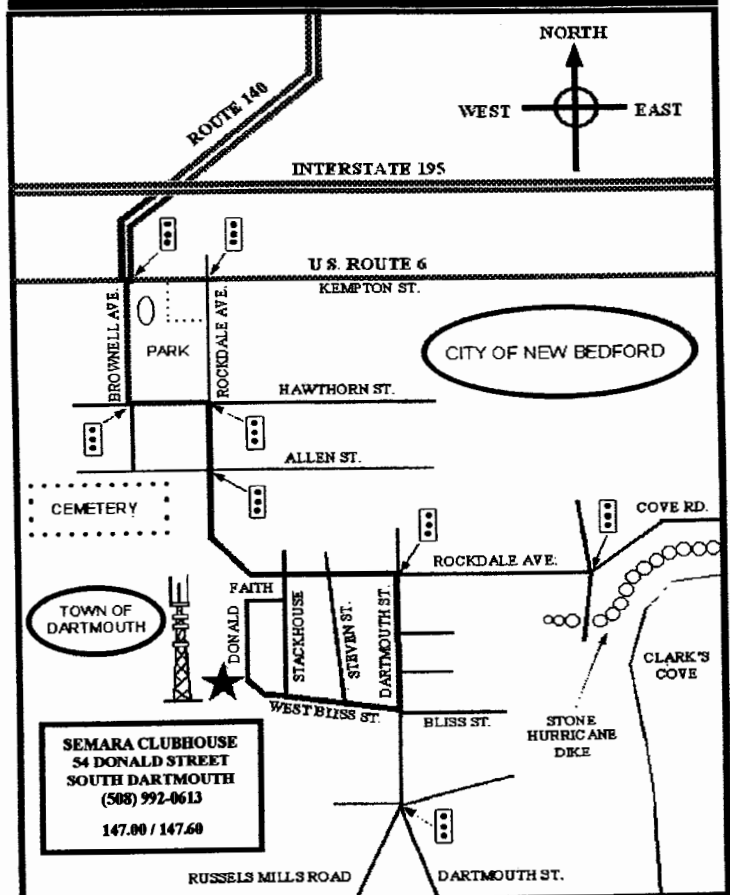 NORTH
WEST
EAST
ROUTE 140
INTERSTATE 195
U.S. ROUTE 6
KEMPTON ST.
BROWNELL AVE.
PARK
ROCKDALE AVE.
CITY OF NEW BEDFORD
HAWTHORN ST.
ALLEN ST.
CEMETERY
COVE RD.
ROCKDALE AVE.
FAITH
TOWN OF
DARTMOUTH
DONALD
STACKHOUSE
STEVEN ST.
DARTMOUTH ST.
CLARK'S
COVE
WEST BLISS ST.
BLISS ST.
STONE
HURRICANE
DIKE
SEMARA CLUBHOUSE
54 DONALD STREET
SOUTH DARTMOUTH
(508) 992-0613
147.00 / 147.60
RUSSELS MILLS ROAD
DARTMOUTH ST.